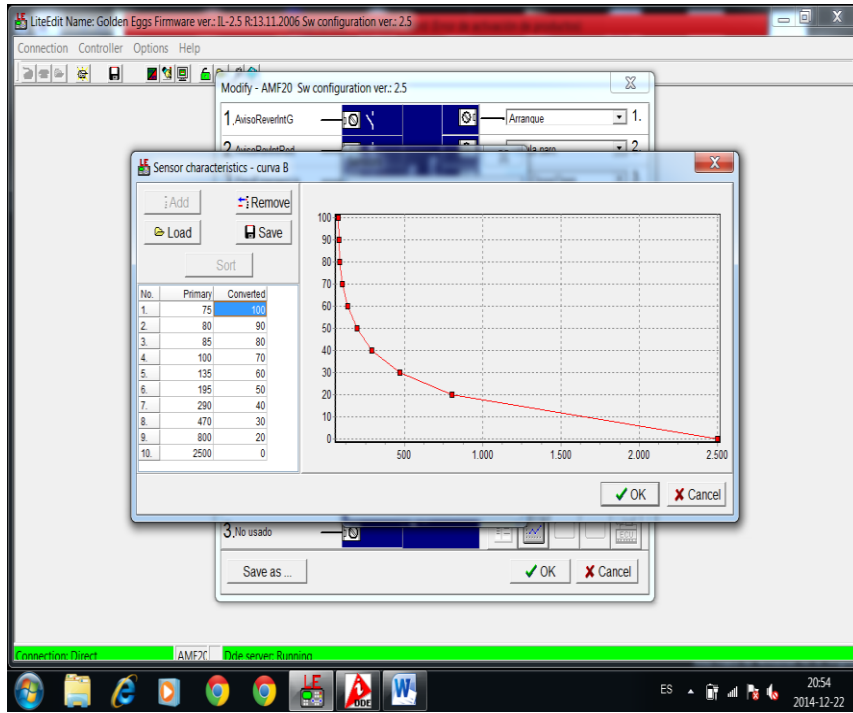 LiteEdit Name: Golden Eggs Firmware ver.: IL-2.5 R:13.11.2006 Sw configuration ver.: 2.5
Connection Controller Options Help
Modify - AMF20 Sw configuration ver.: 2.5
1. AvisoReverIntG Arranque 1.
2. 2.
Sensor characteristics - curva B
Add Remove
Load Save
Sort
No. Primary Converted
1. 75 100
2. 80 90
3. 85 80
4. 100 70
5. 135 60
6. 195 50
7. 290 40
8. 470 30
9. 800 20
10. 2500 0
100
90
80
70
60
50
40
30
20
10
0
500 1.000 1.500 2.000 2.500
OK Cancel
3. No usado
Save as ... OK Cancel
Connection: Direct AMF20 Dde server: Running
LE ODE W ES 20:54
2014-12-22